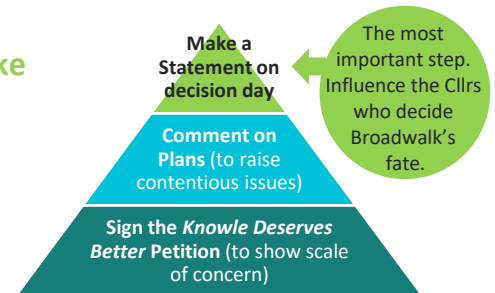 ke
Make a
Statement on
decision day
The most
important step.
Influence the Cllrs
who decide
Broadwalk's
fate.
Comment on
Plans (to raise
contentious issues)
Sign the Knowle Deserves
Better Petition (to show scale
of concern)